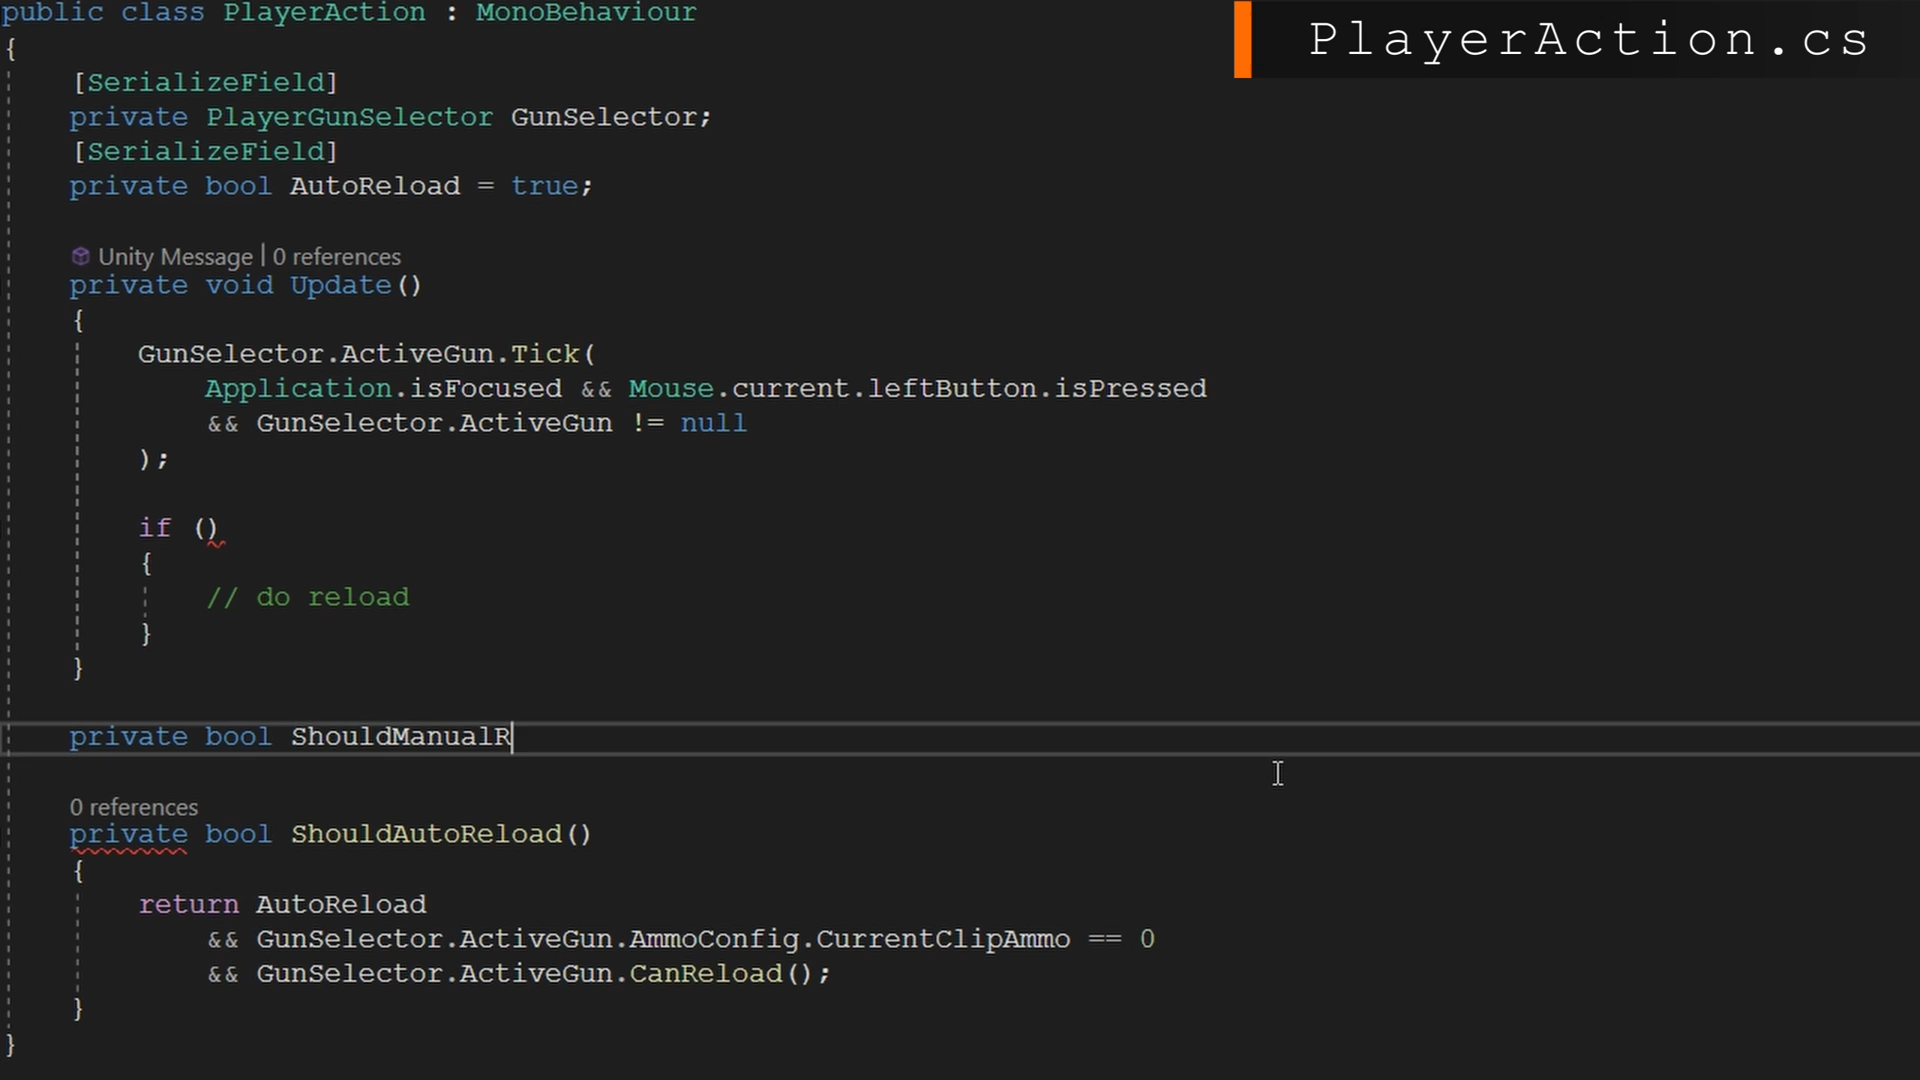 public class PlayerAction : MonoBehaviour
PlayerAction.cs
{
[SerializeField]
private PlayerGunSelector GunSelector;
[SerializeField]
private bool AutoReload = true;
Unity Message | 0 references
private void Update()
{
GunSelector.ActiveGun.Tick(
Application.isFocused && Mouse.current.leftButton.isPressed
&& GunSelector.ActiveGun != null
);
if ()
{
// do reload
}
}
private bool ShouldManualR
0 references
private bool ShouldAutoReload()
{
return AutoReload
&& GunSelector.ActiveGun.AmmoConfig.CurrentClipAmmo == 0
&& GunSelector.ActiveGun.CanReload();
}
}